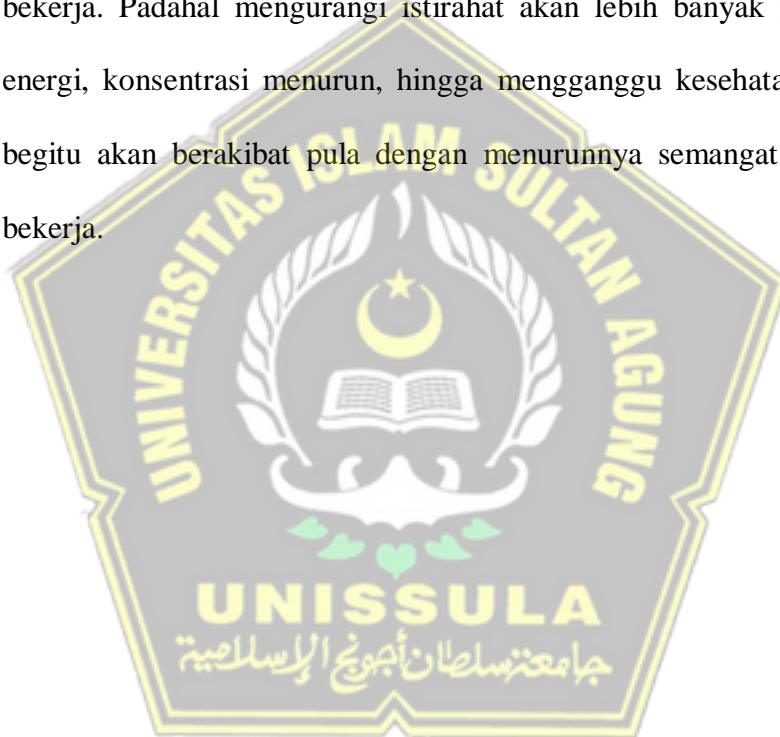 bekerja. Padahal mengurangi istirahat akan lebih banyak
energi, konsentrasi menurun, hingga mengganggu
begitu akan berakibat pula dengan menurunnya semangat
bekerja.
UNIVERSITAS ISLAM SULTAN AGUNG
UNISSULA
جامعة سلطان أجونج الإسلامية